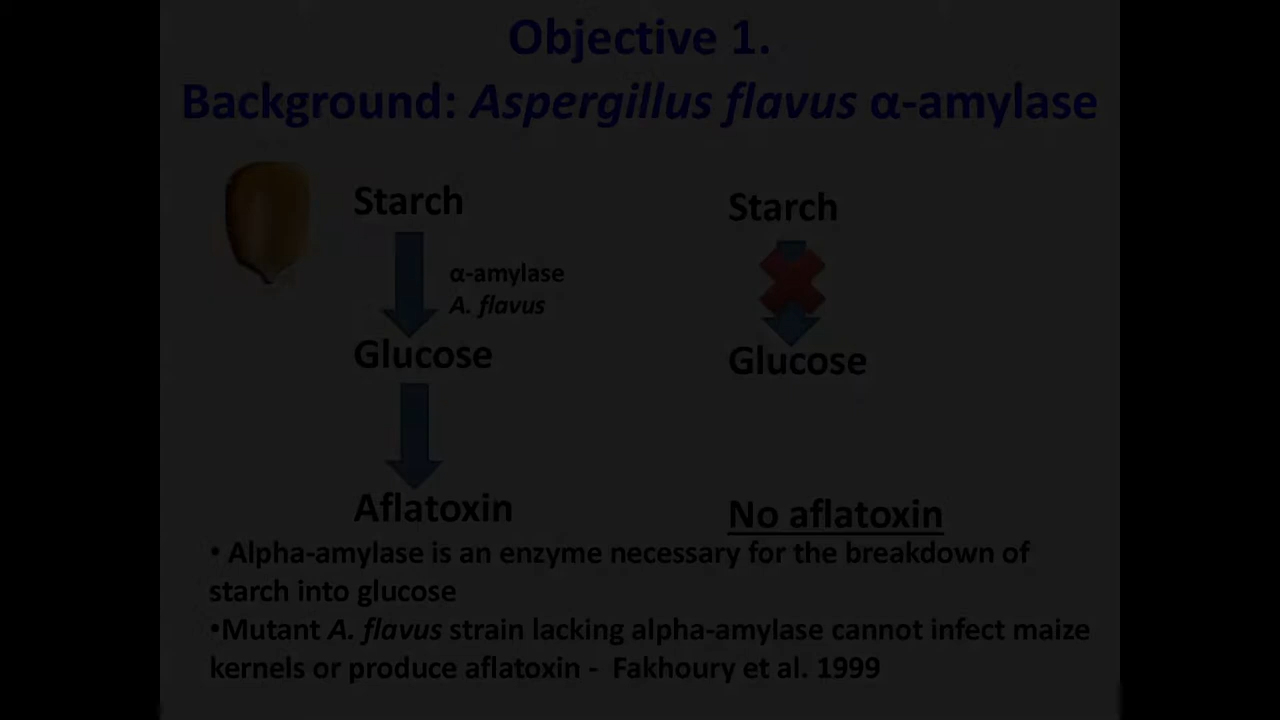 Objective 1.
Background: Aspergillus flavus α-amylase
Starch
α-amylase
A. flavus
Glucose
Aflatoxin
Starch
Glucose
No aflatoxin
• Alpha-amylase is an enzyme necessary for the breakdown of
starch into glucose
•Mutant A. flavus strain lacking alpha-amylase cannot infect maize
kernels or produce aflatoxin - Fakhoury et al. 1999